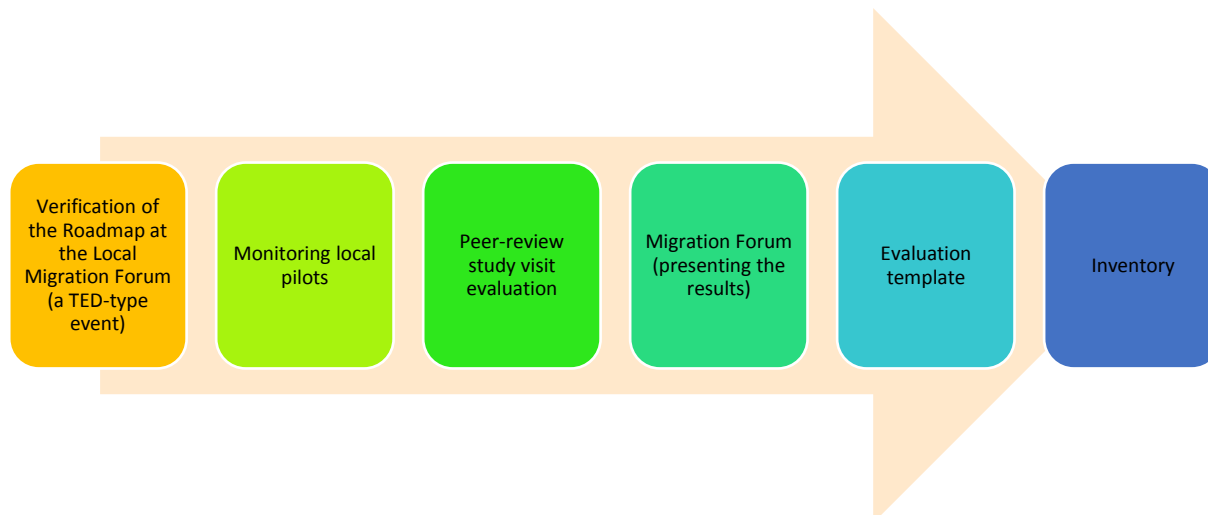 Verification of
the Roadmap at
the Local
Migration Forum
(a TED-type
event)
Monitoring local
pilots
Peer-review
study visit
evaluation
Migration Forum
(presenting the
results)
Evaluation
template
Inventory